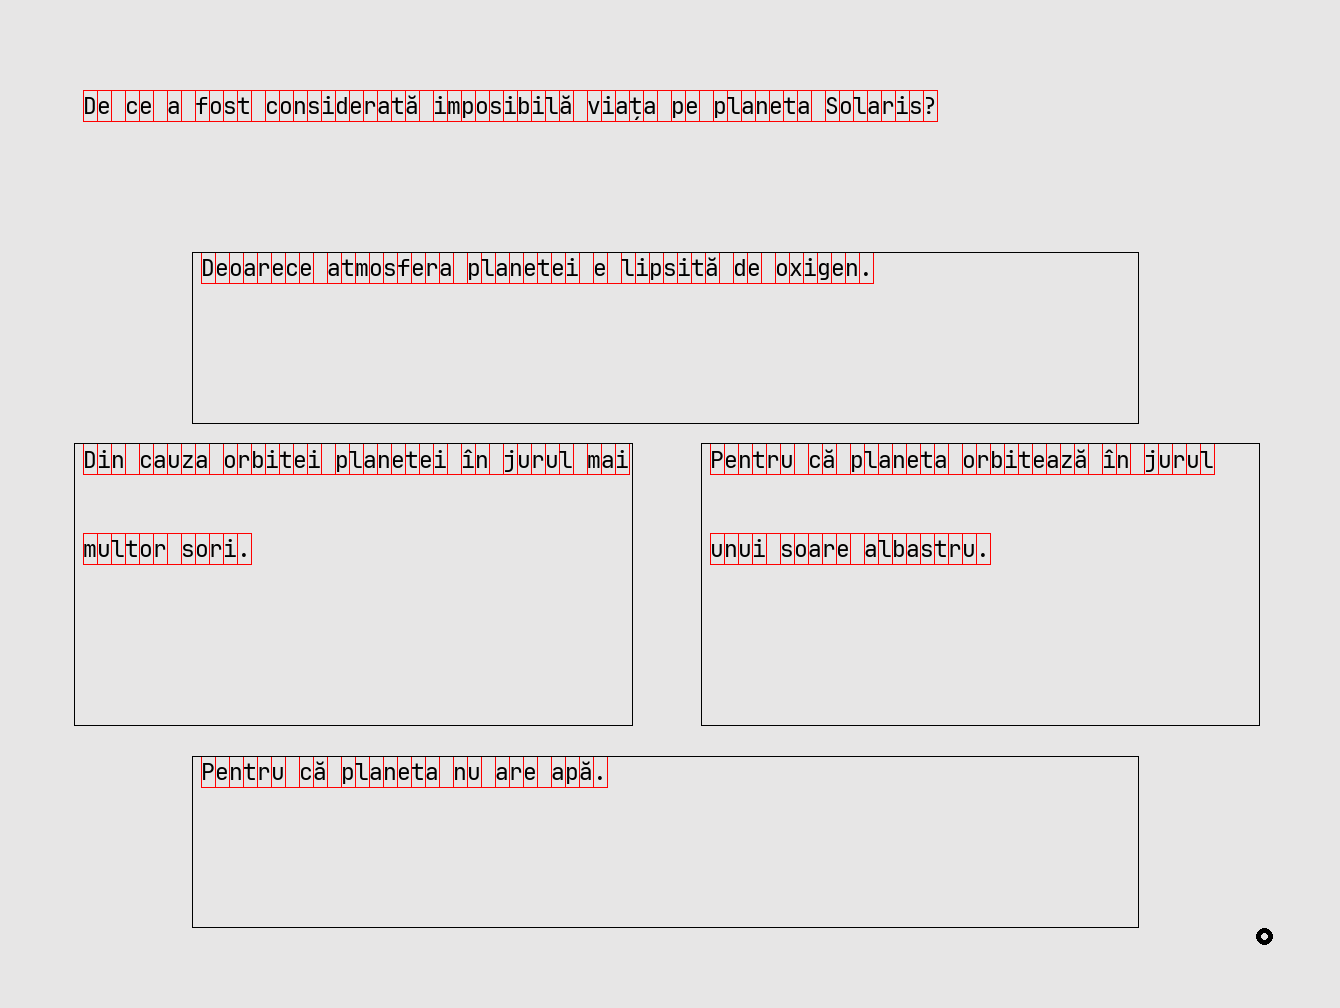 De ce a fost considerată imposibilă viața pe planeta Solaris?
Deoarece atmosfera planetei e lipsită de oxigen.
Din cauza orbitei planetei în jurul mai
multor sori.
Pentru că planeta orbitează în jurul
unui soare albastru.
Pentru că planeta nu are apă.